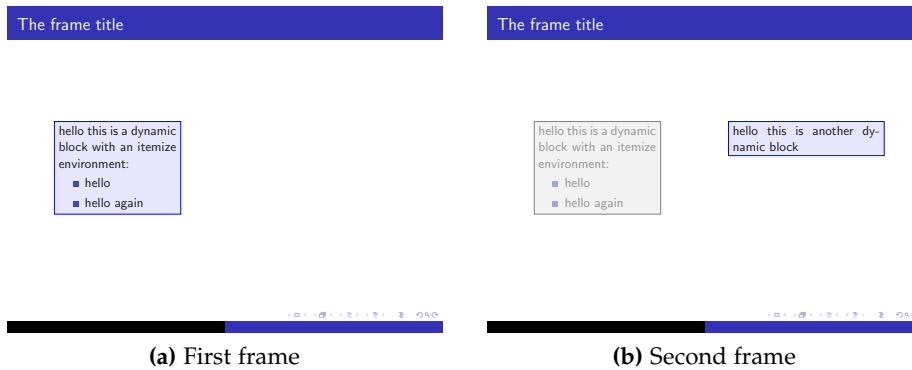 The frame title
hello this is a dynamic
block with an itemize
environment:
hello
hello again
(a) First frame
The frame title
hello this is a dynamic
block with an itemize
environment:
hello
hello again
hello this is another dy-
namic block
(b) Second frame